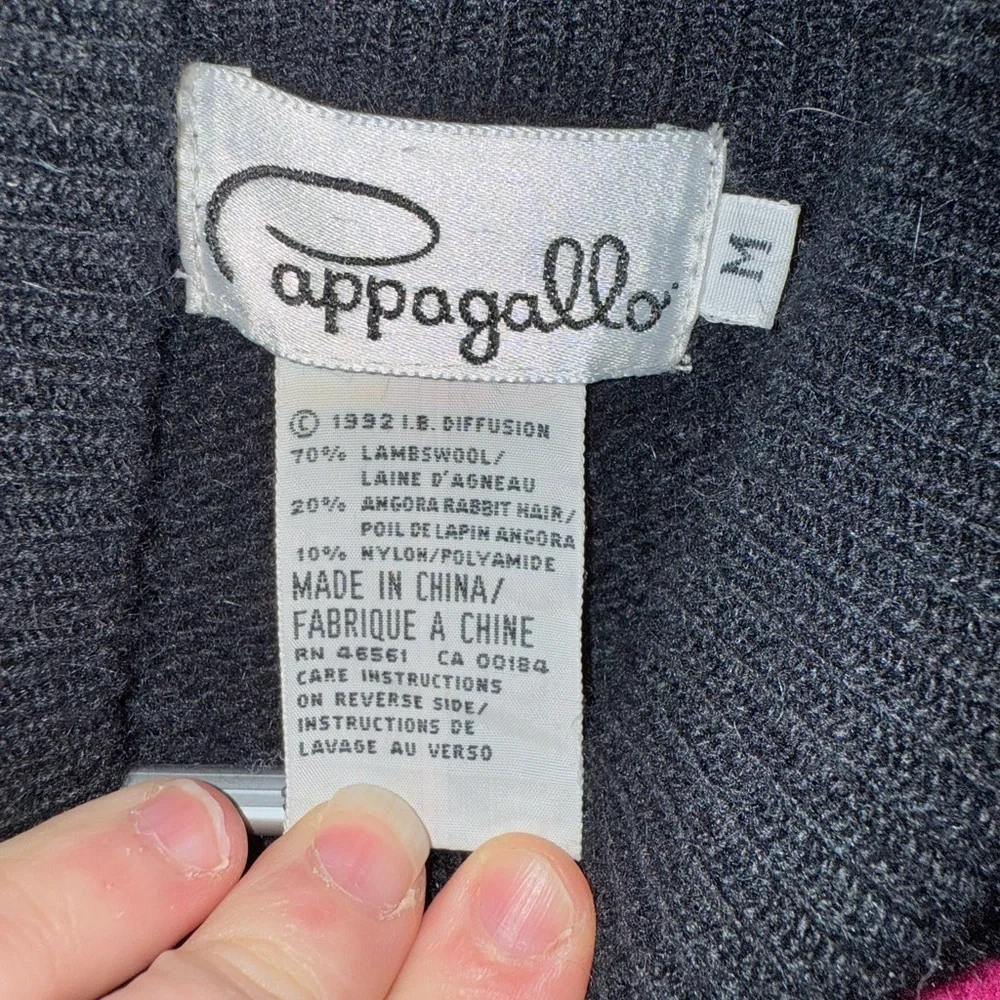 Pappagallo
M
© 1992 I.B. DIFFUSION
70% LAMBSWOOL/
LAINE D'AGNEAU
20% ANGORA RABBIT HAIR/
POIL DE LAPIN ANGORA
10% NYLON/POLYAMIDE
MADE IN CHINA/
FABRIQUE A CHINE
RN 46561 CA 00184
CARE INSTRUCTIONS
ON REVERSE SIDE/
INSTRUCTIONS DE
LAVAGE AU VERSO